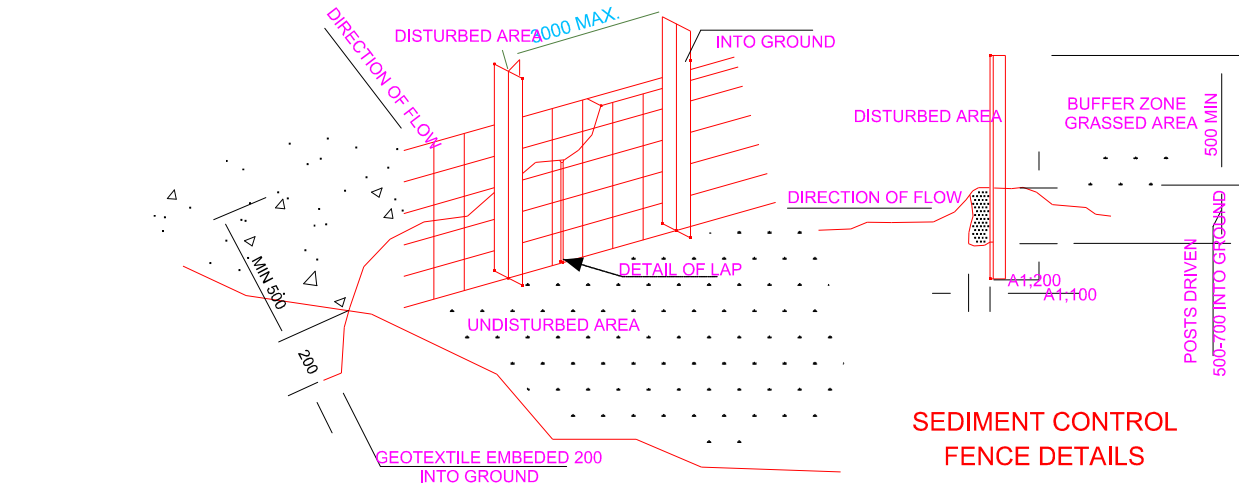 DIRECTION OF FLOW
DISTURBED AREA
3000 MAX.
INTO GROUND
MIN 500
200
DETAIL OF LAP
UNDISTURBED AREA
GEOTEXTILE EMBEDED 200
INTO GROUND
DISTURBED AREA
BUFFER ZONE
GRASSED AREA
500 MIN
DIRECTION OF FLOW
POSTS DRIVEN
500-700 INTO GROUND
A1;200
A1;100
SEDIMENT CONTROL
FENCE DETAILS